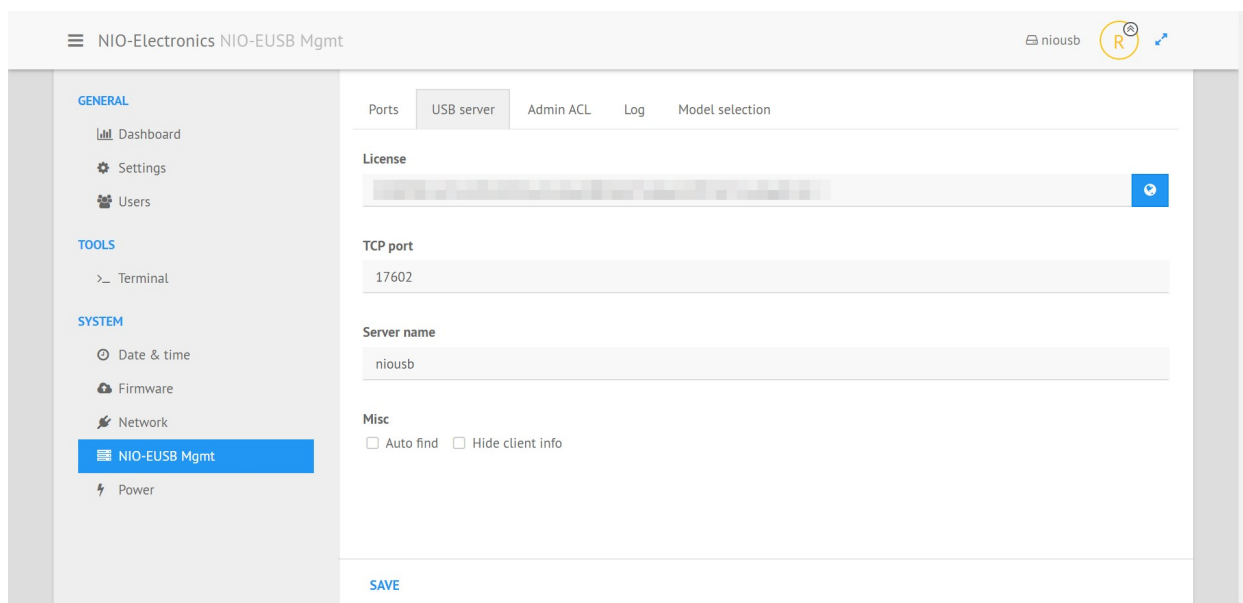 NIO-Electronics NIO-EUSB Mgmt
niousb
R
GENERAL
Dashboard
Settings
Users
TOOLS
>_ Terminal
SYSTEM
Date & time
Firmware
Network
NIO-EUSB Mgmt
Power
Ports USB server Admin ACL Log Model selection
License
TCP port
17602
Server name
niousb
Misc
Auto find Hide client info
SAVE